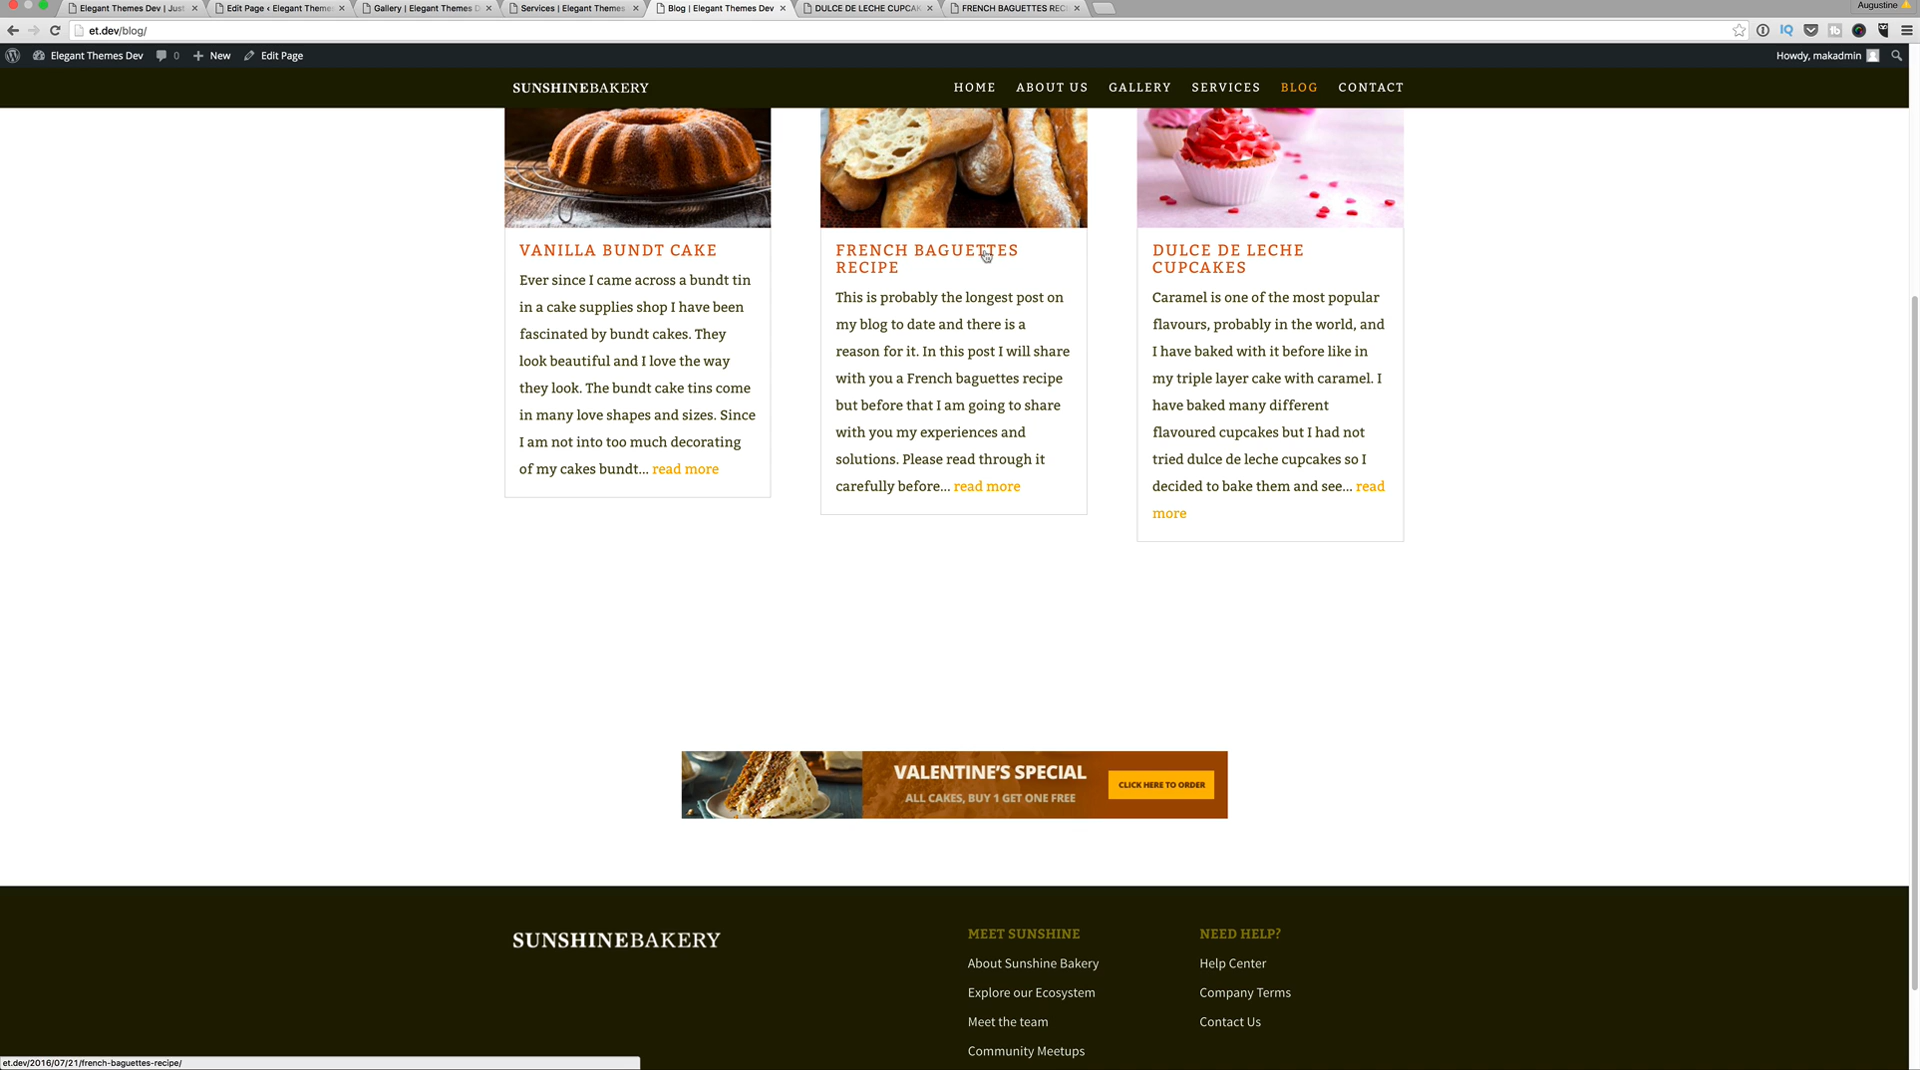 Elegant Themes Dev | Just
Edit Page ‹ Elegant Theme
Gallery | Elegant Themes D
Services | Elegant Themes
Blog | Elegant Themes Dev
DULCE DE LECHE CUPCAK
FRENCH BAGUETTES RECI
Augustine
et.dev/blog/
Elegant Themes Dev
0
New
Edit Page
Howdy, makadmin
SUNSHINEBAKERY
HOME
ABOUT US
GALLERY
SERVICES
BLOG
CONTACT
VANILLA BUNDT CAKE
Ever since I came across a bundt tin
in a cake supplies shop I have been
fascinated by bundt cakes. They
look beautiful and I love the way
they look. The bundt cake tins come
in many love shapes and sizes. Since
I am not into too much decorating
of my cakes bundt... read more
FRENCH BAGUETTES
RECIPE
This is probably the longest post on
my blog to date and there is a
reason for it. In this post I will share
with you a French baguettes recipe
but before that I am going to share
with you my experiences and
solutions. Please read through it
carefully before... read more
DULCE DE LECHE
CUPCAKES
Caramel is one of the most popular
flavours, probably in the world, and
I have baked with it before like in
my triple layer cake with caramel. I
have baked many different
flavoured cupcakes but I had not
tried dulce de leche cupcakes so I
decided to bake them and see... read
more
VALENTINE'S SPECIAL
ALL CAKES, BUY 1 GET ONE FREE
CLICK HERE TO ORDER
SUNSHINEBAKERY
MEET SUNSHINE
About Sunshine Bakery
Explore our Ecosystem
Meet the team
Community Meetups
NEED HELP?
Help Center
Company Terms
Contact Us
et.dev/2016/07/21/french-baguettes-recipe/